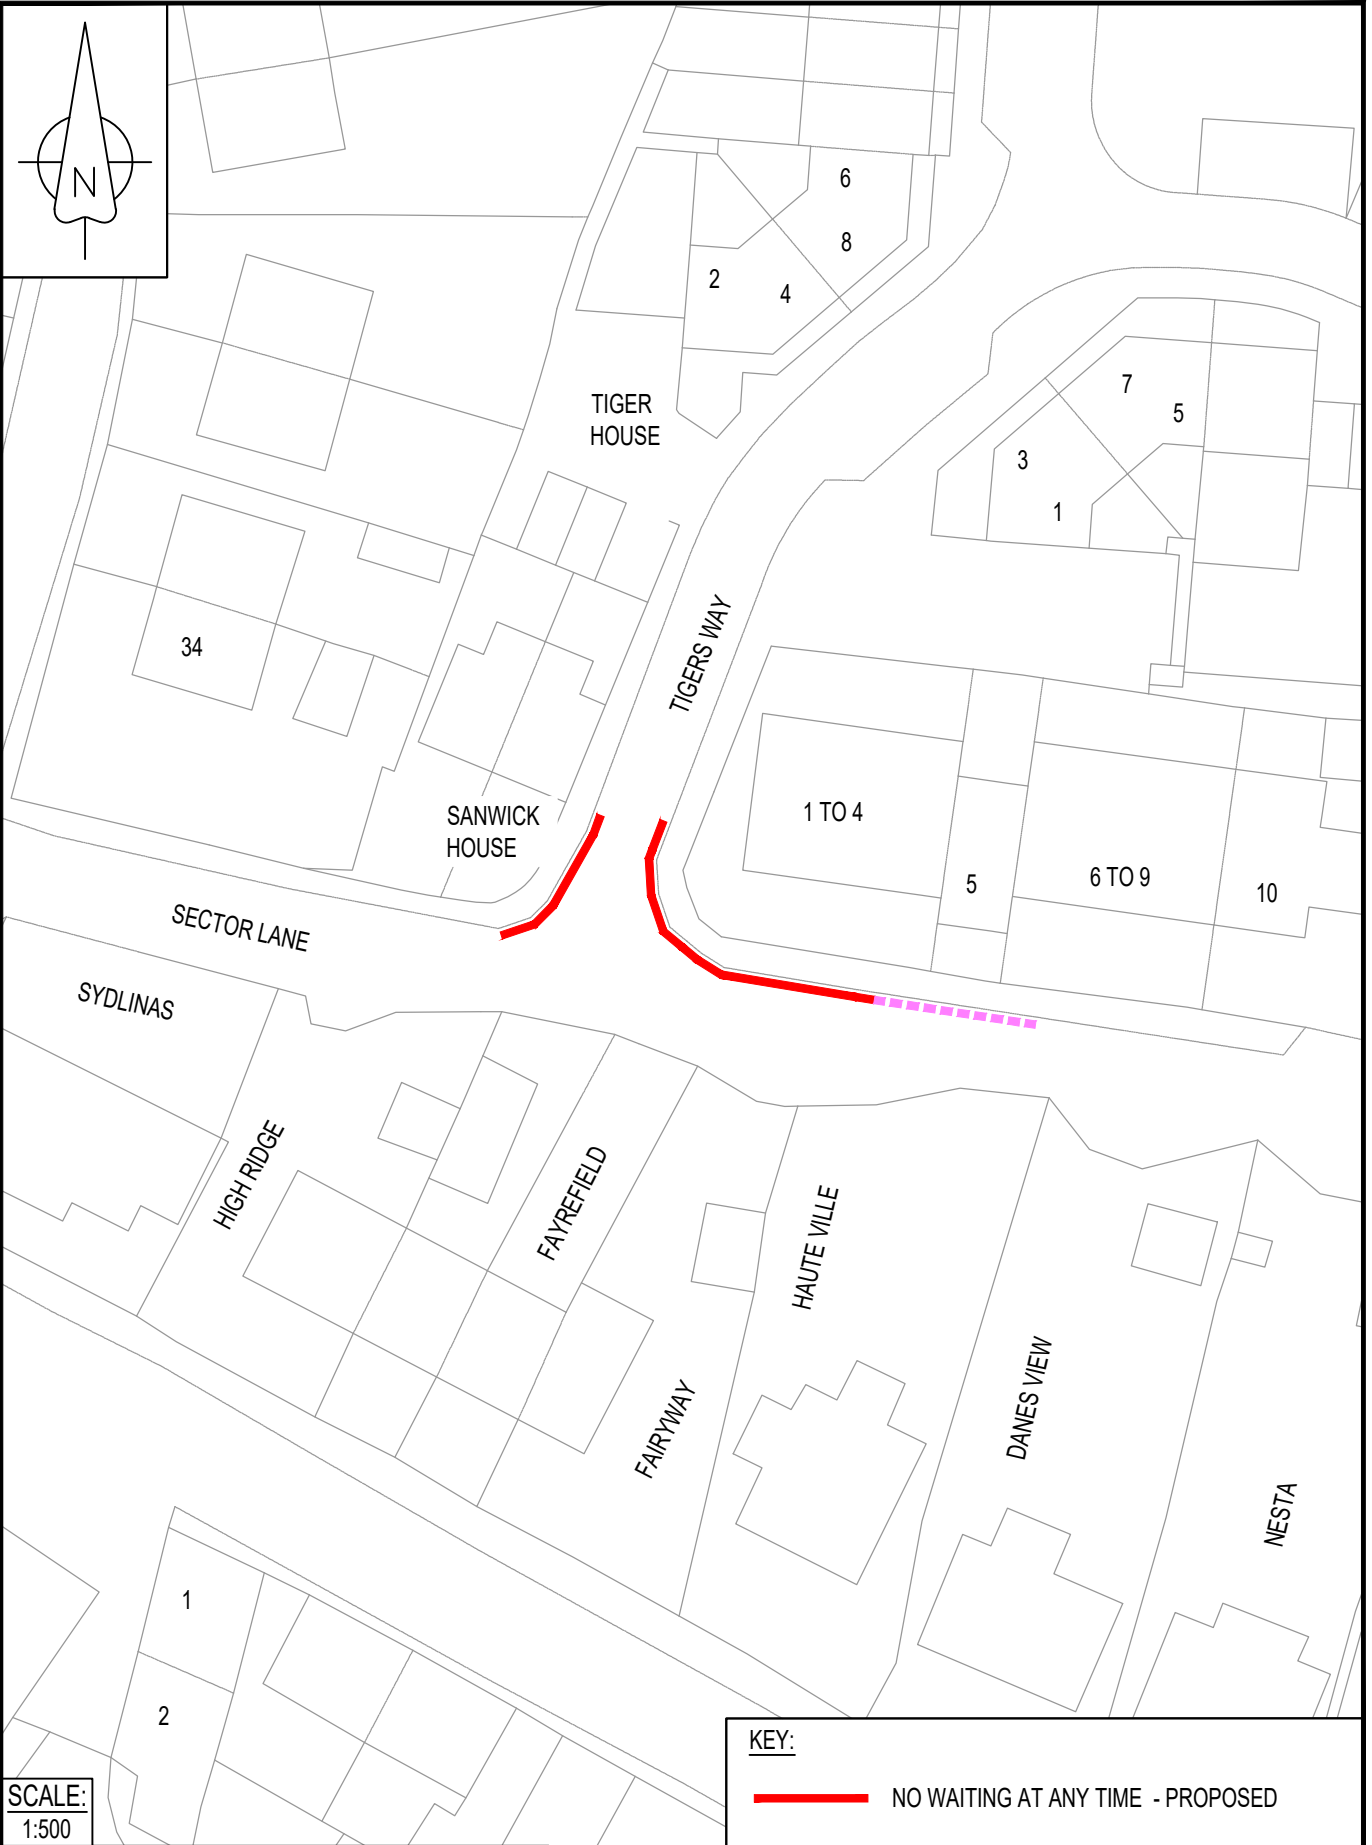 N
6
8
2
4
7
5
3
1
TIGER
HOUSE
34
TIGERS WAY
SANWICK
HOUSE
1 TO 4
5
6 TO 9
10
SECTOR LANE
SYDLINAS
HIGH RIDGE
FAYREFIELD
HAUTE VILLE
FAIRYWAY
DANES VIEW
NESTA
1
2
SCALE:
1:500
KEY:
NO WAITING AT ANY TIME - PROPOSED